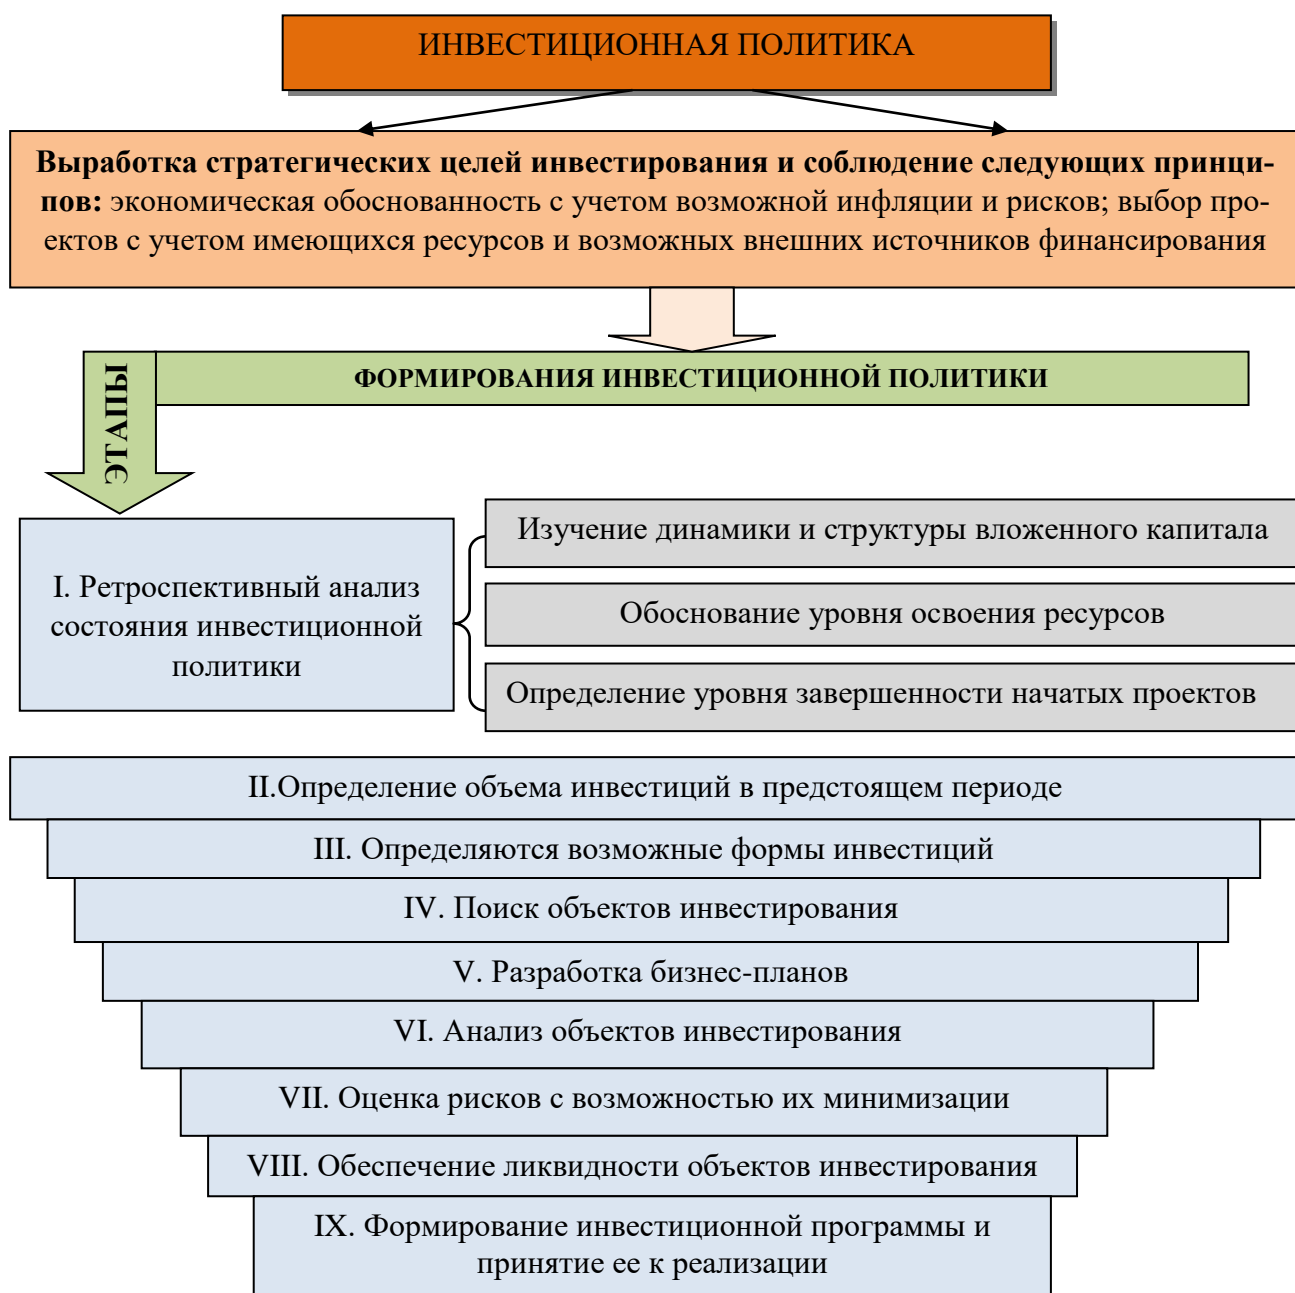 ИНВЕСТИЦИОННАЯ ПОЛИТИКА
Выработка стратегических целей инвестирования и соблюдение следующих принци-
пов: экономическая обоснованность с учетом возможной инфляции и рисков; выбор про-
ектов с учетом имеющихся ресурсов и возможных внешних источников финансирования
ЭТАПЫ
ФОРМИРОВАНИЯ ИНВЕСТИЦИОННОЙ ПОЛИТИКИ
I. Ретроспективный анализ
состояния инвестиционной
политики
Изучение динамики и структуры вложенного капитала
Обоснование уровня освоения ресурсов
Определение уровня завершенности начатых проектов
II.Определение объема инвестиций в предстоящем периоде
III. Определяются возможные формы инвестиций
IV. Поиск объектов инвестирования
V. Разработка бизнес-планов
VI. Анализ объектов инвестирования
VII. Оценка рисков с возможностью их минимизации
VIII. Обеспечение ликвидности объектов инвестирования
IX. Формирование инвестиционной программы и
принятие ее к реализации